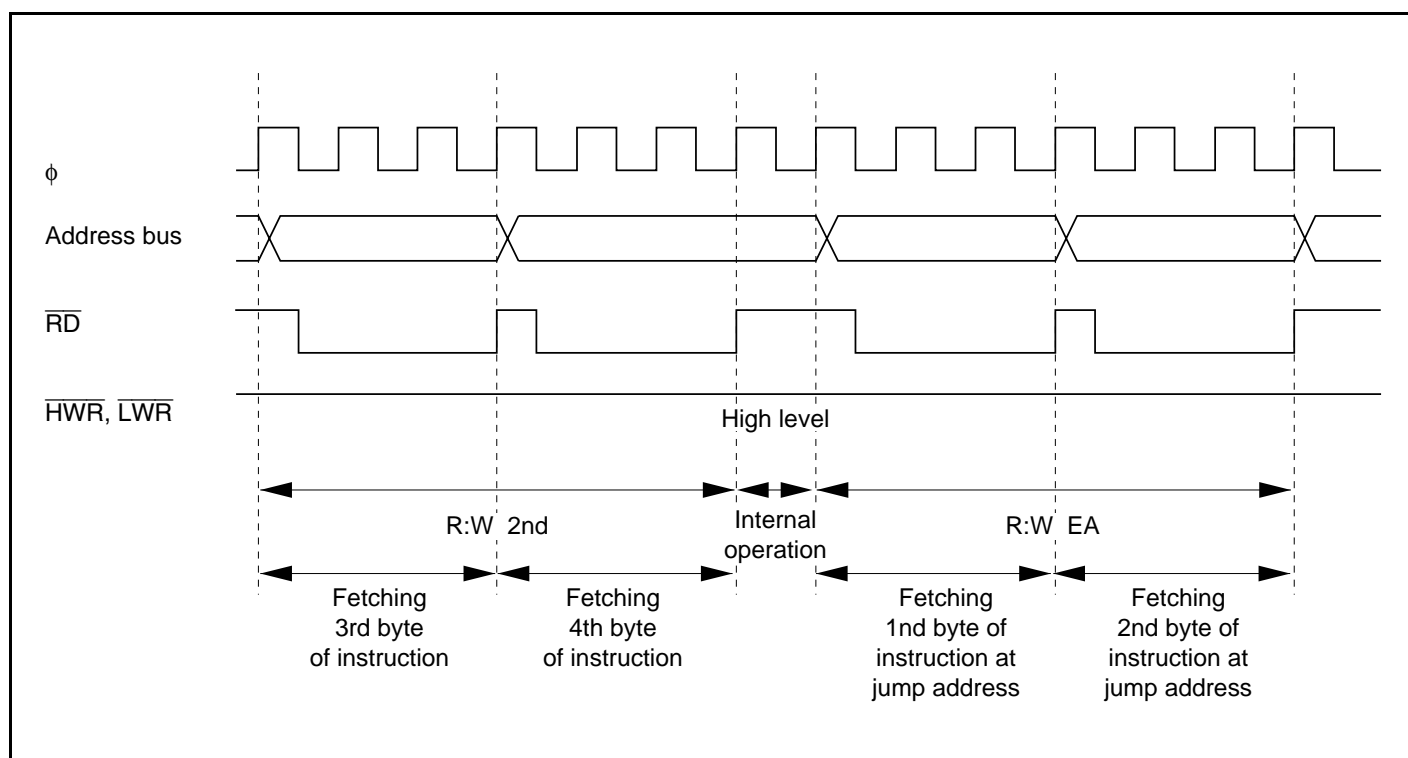 φ
Address bus
RD
HWR, LWR
High level
R:W 2nd
Internal
operation
R:W EA
Fetching
3rd byte
of instruction
Fetching
4th byte
of instruction
Fetching
1nd byte of
instruction at
jump address
Fetching
2nd byte of
instruction at
jump address